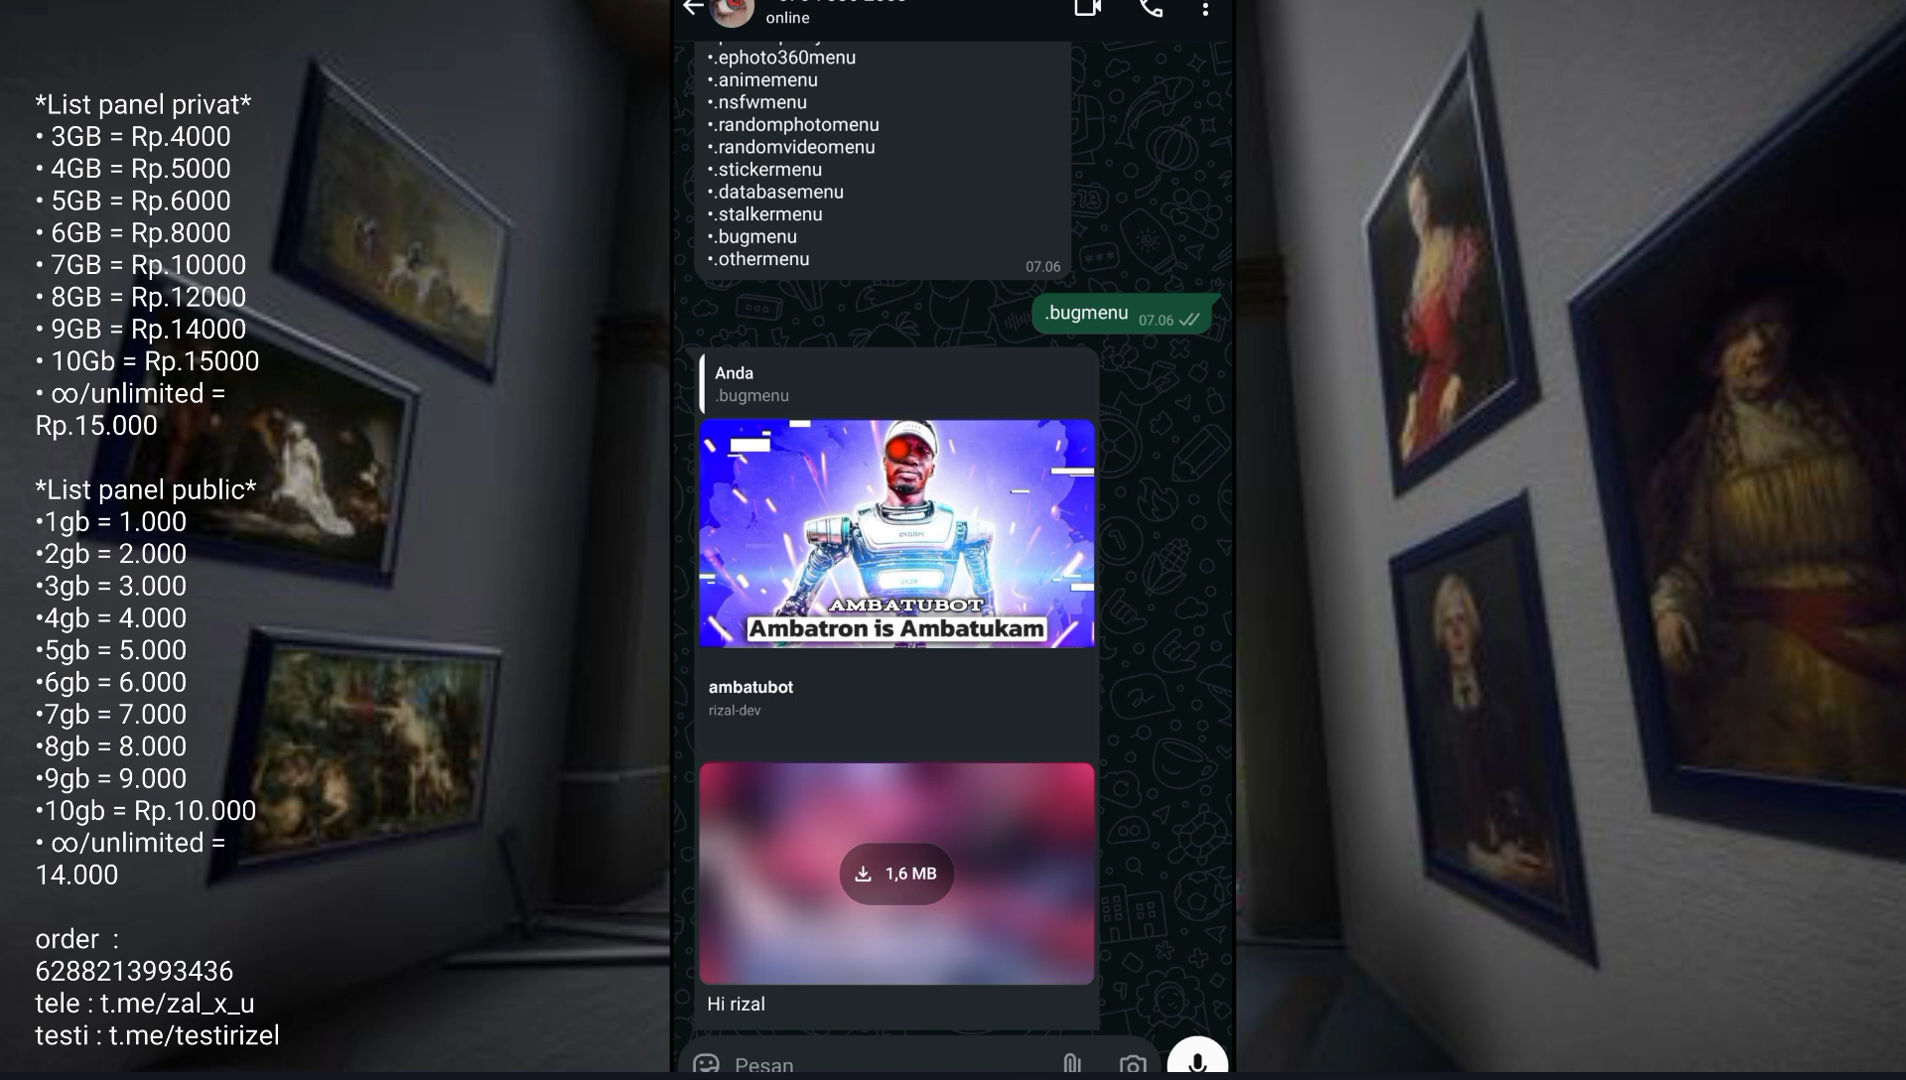 *List panel privat*
• 3GB = Rp.4000
• 4GB = Rp.5000
• 5GB = Rp.6000
• 6GB = Rp.8000
• 7GB = Rp.10000
• 8GB = Rp.12000
• 9GB = Rp.14000
• 10Gb = Rp.15000
• ∞/unlimited =
Rp.15.000
*List panel public*
•1gb = 1.000
•2gb = 2.000
•3gb = 3.000
•4gb = 4.000
•5gb = 5.000
•6gb = 6.000
•7gb = 7.000
•8gb = 8.000
•9gb = 9.000
•10gb = Rp.10.000
• ∞/unlimited =
14.000
order :
6288213993436
tele : t.me/zal_x_u
testi : t.me/testirizel
online
•.ephoto360menu
•.animemenu
•.nsfwmenu
•.randomphotomenu
•.randomvideomenu
•.stickermenu
•.databasemenu
•.stalkermenu
•.bugmenu
•.othermenu
07.06
.bugmenu 07.06
Anda
.bugmenu
AMBATUBOT
Ambatron is Ambatukam
ambatubot
rizal-dev
1,6 MB
Hi rizal
Pesan